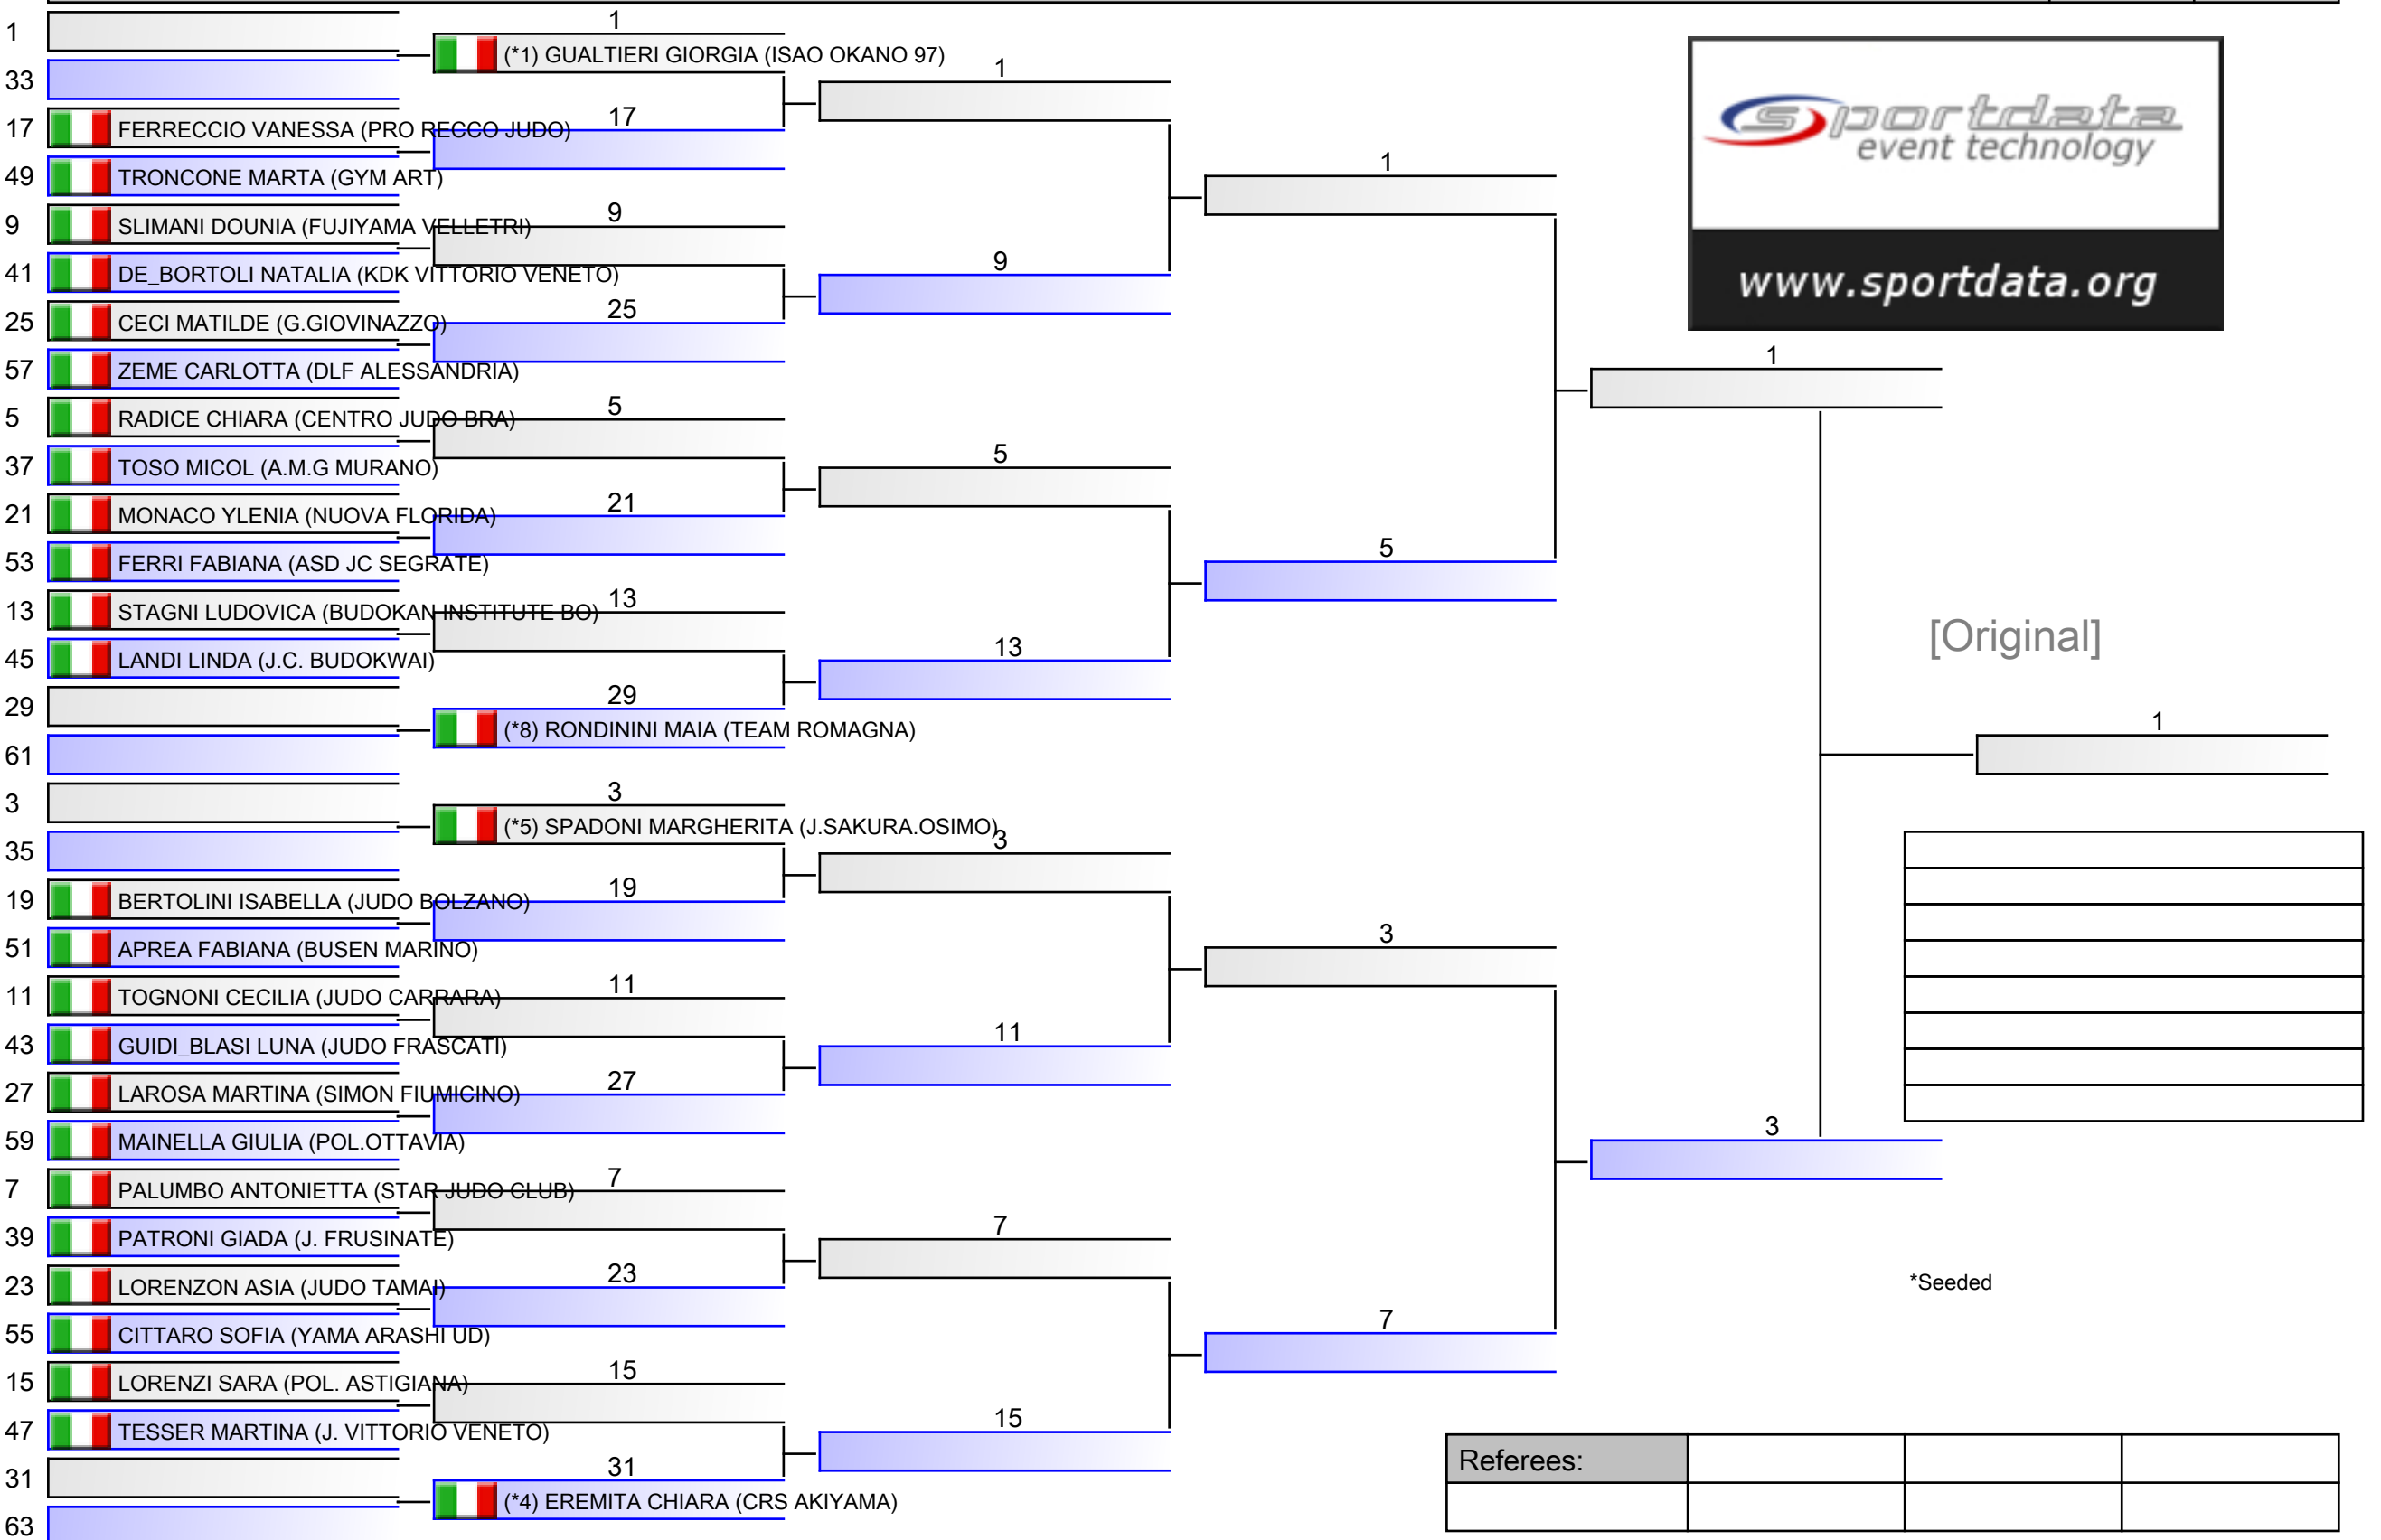 1
33
17 FERRECCIO VANESSA (PRO RECCO JUDO)
49 TRONCONE MARTA (GYM ART)
9 SLIMANI DOUNIA (FUJIYAMA VELLETRI)
41 DE_BORTOLI NATALIA (KDK VITTORIO VENETO)
25 CECI MATILDE (G.GIOVINAZZO)
57 ZEME CARLOTTA (DLF ALESSANDRIA)
5 RADICE CHIARA (CENTRO JUDO BRA)
37 TOSO MICOL (A.M.G MURANO)
21 MONACO YLENIA (NUOVA FLORIDA)
53 FERRI FABIANA (ASD JC SEGRATE)
13 STAGNI LUDOVICA (BUDOKAN INSTITUTE BO)
45 LANDI LINDA (J.C. BUDOKWAI)
29
61
3
35
19 BERTOLINI ISABELLA (JUDO BOLZANO)
51 APREA FABIANA (BUSEN MARINO)
11 TOGNONI CECILIA (JUDO CARRARA)
43 GUIDI_BLASI LUNA (JUDO FRASCATI)
27 LAROSA MARTINA (SIMON FIUMICINO)
59 MAINELLA GIULIA (POL.OTTAVIA)
7 PALUMBO ANTONIETTA (STAR JUDO CLUB)
39 PATRONI GIADA (J. FRUSINATE)
23 LORENZON ASIA (JUDO TAMAI)
55 CITTARO SOFIA (YAMA ARASHI UD)
15 LORENZI SARA (POL. ASTIGIANA)
47 TESSER MARTINA (J. VITTORIO VENETO)
31
63
1
(*1) GUALTIERI GIORGIA (ISAO OKANO 97)
17
9
25
5
21
13
29
(*8) RONDININI MAIA (TEAM ROMAGNA)
3
(*5) SPADONI MARGHERITA (J.SAKURA.OSIMO)
19
11
27
7
23
15
31
(*4) EREMITA CHIARA (CRS AKIYAMA)
1
9
5
13
3
11
7
15
1
5
3
7
1
3
1
sportdata
event technology
www.sportdata.org
[Original]
*Seeded
Referees: